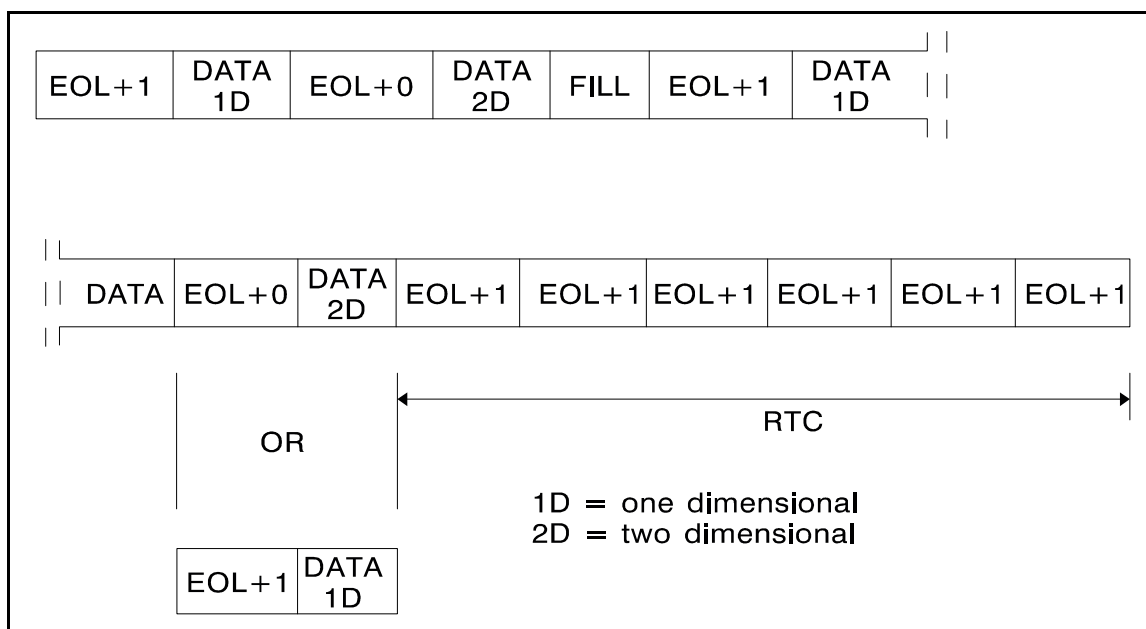 EOL+1 DATA 1D EOL+0 DATA 2D FILL EOL+1 DATA 1D
DATA EOL+0 DATA 2D EOL+1 EOL+1 EOL+1 EOL+1 EOL+1 EOL+1
OR
RTC
1D = one dimensional
2D = two dimensional
EOL+1 DATA 1D